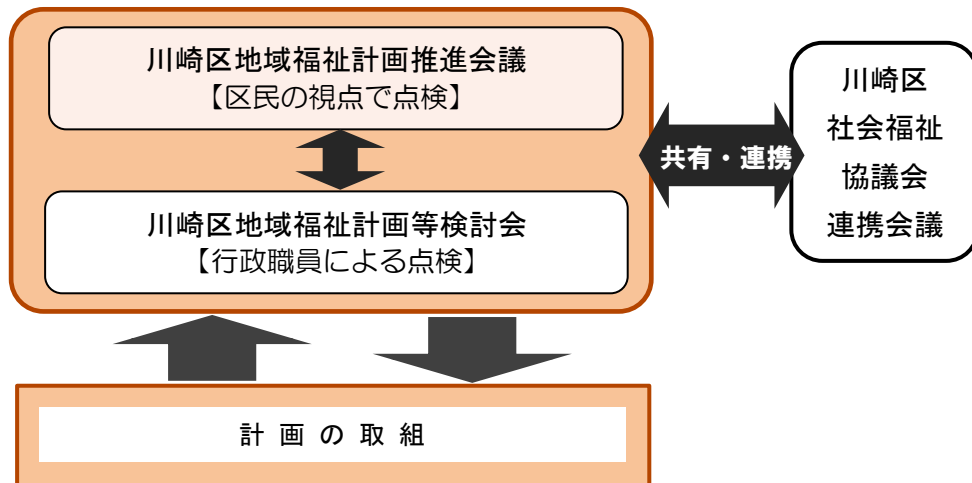 川崎区地域福祉計画推進会議
【区民の視点で点検】
川崎区地域福祉計画等検討会
【行政職員による点検】
共有・連携
川崎区
社会福祉
協議会
連携会議
計画の取組